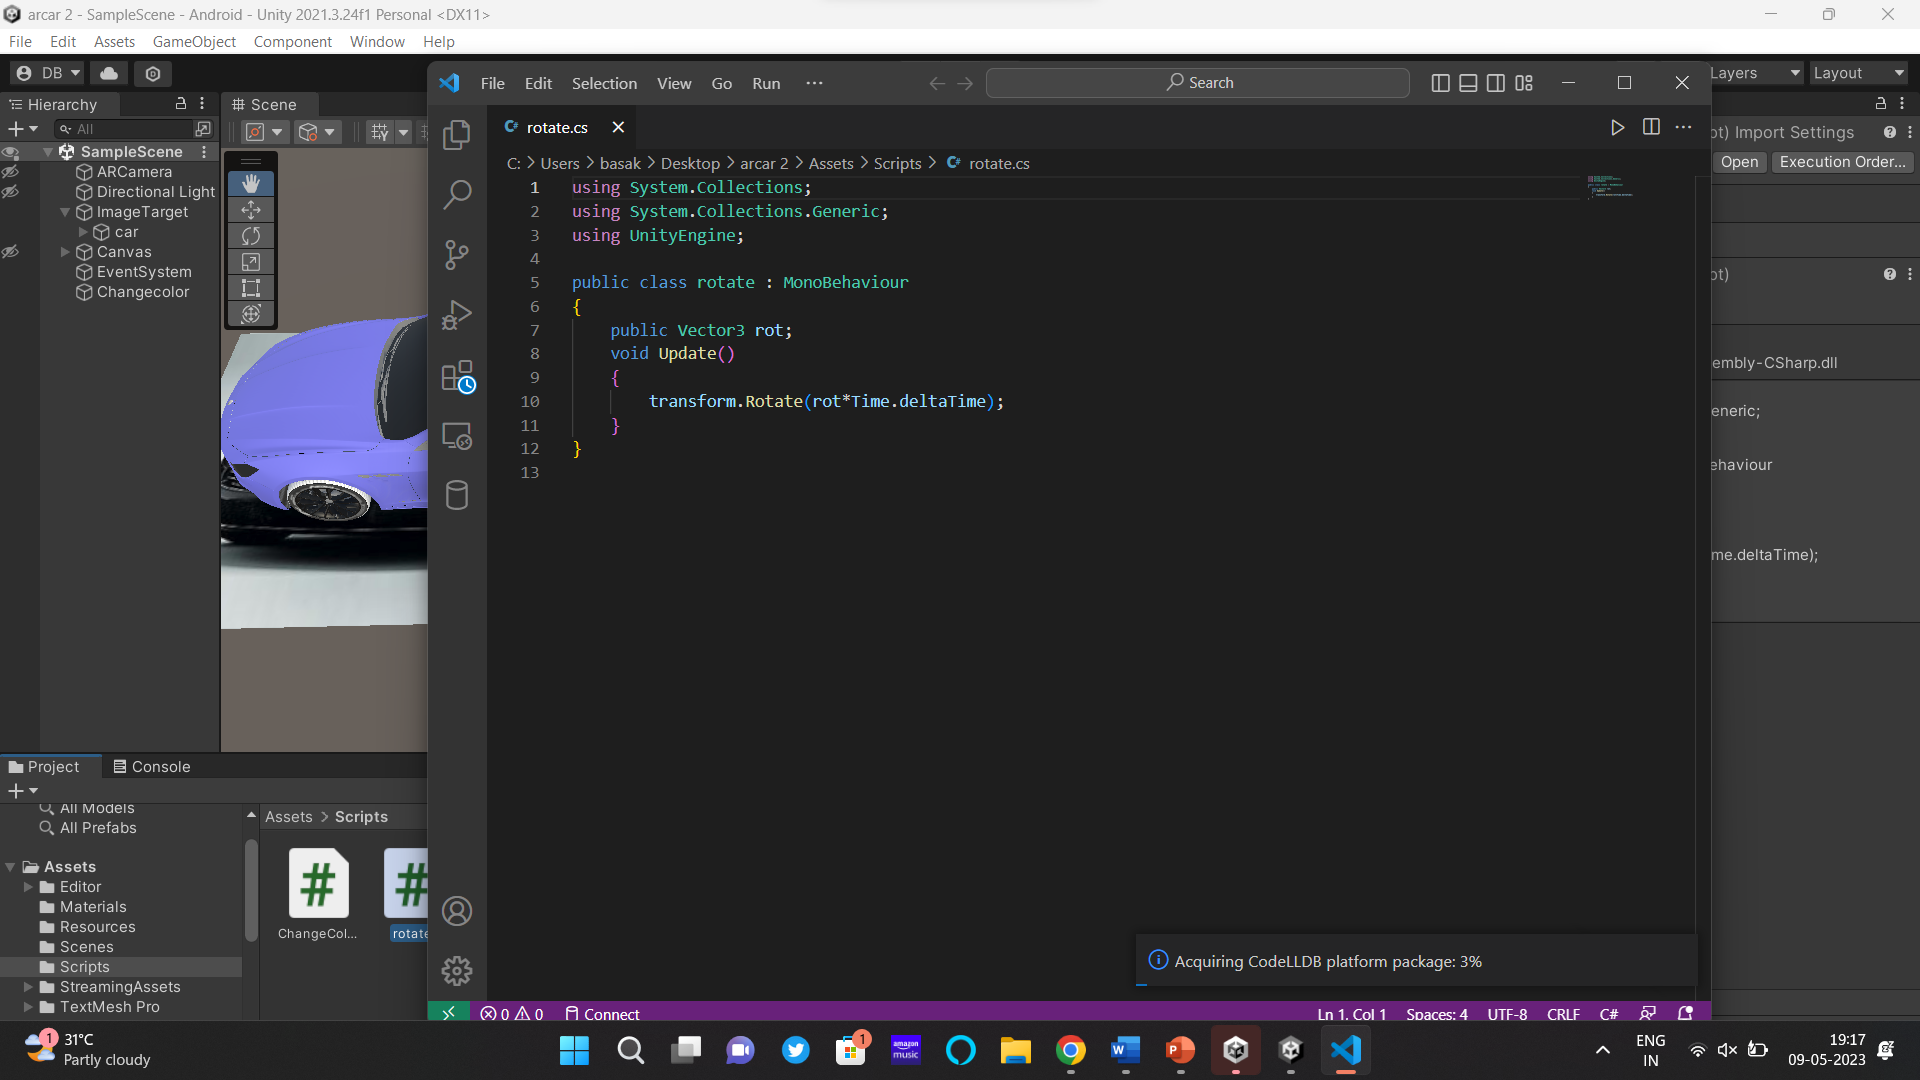 arcar 2 - SampleScene - Android - Unity 2021.3.24f1 Personal <DX11>
File Edit Assets GameObject Component Window Help
DB
Layers
Layout
Hierarchy
All
SampleScene
ARCamera
Directional Light
ImageTarget
car
Canvas
EventSystem
Changecolor
Scene
File Edit Selection View Go Run ···
Search
rotate.cs
C: > Users > basak > Desktop > arcar 2 > Assets > Scripts > C# rotate.cs
1 using System.Collections;
2 using System.Collections.Generic;
3 using UnityEngine;
4
5 public class rotate : MonoBehaviour
6 {
7 public Vector3 rot;
8 void Update()
9 {
10 transform.Rotate(rot*Time.deltaTime);
11 }
12 }
13
Acquiring CodeLLDB platform package: 3%
0 0 Connect
Ln 1, Col 1 Spaces: 4 UTF-8 CRLF C#
pt) Import Settings
Open
Execution Order...
pt)
embly-CSharp.dll
eneric;
ehaviour
me.deltaTime);
Project
Console
All Models
All Prefabs
Assets
Editor
Materials
Resources
Scenes
Scripts
StreamingAssets
TextMesh Pro
Assets > Scripts
#
#
ChangeCol...
rotate
1
31°C
Partly cloudy
1
amazon music
W
P
ENG
IN
19:17
09-05-2023